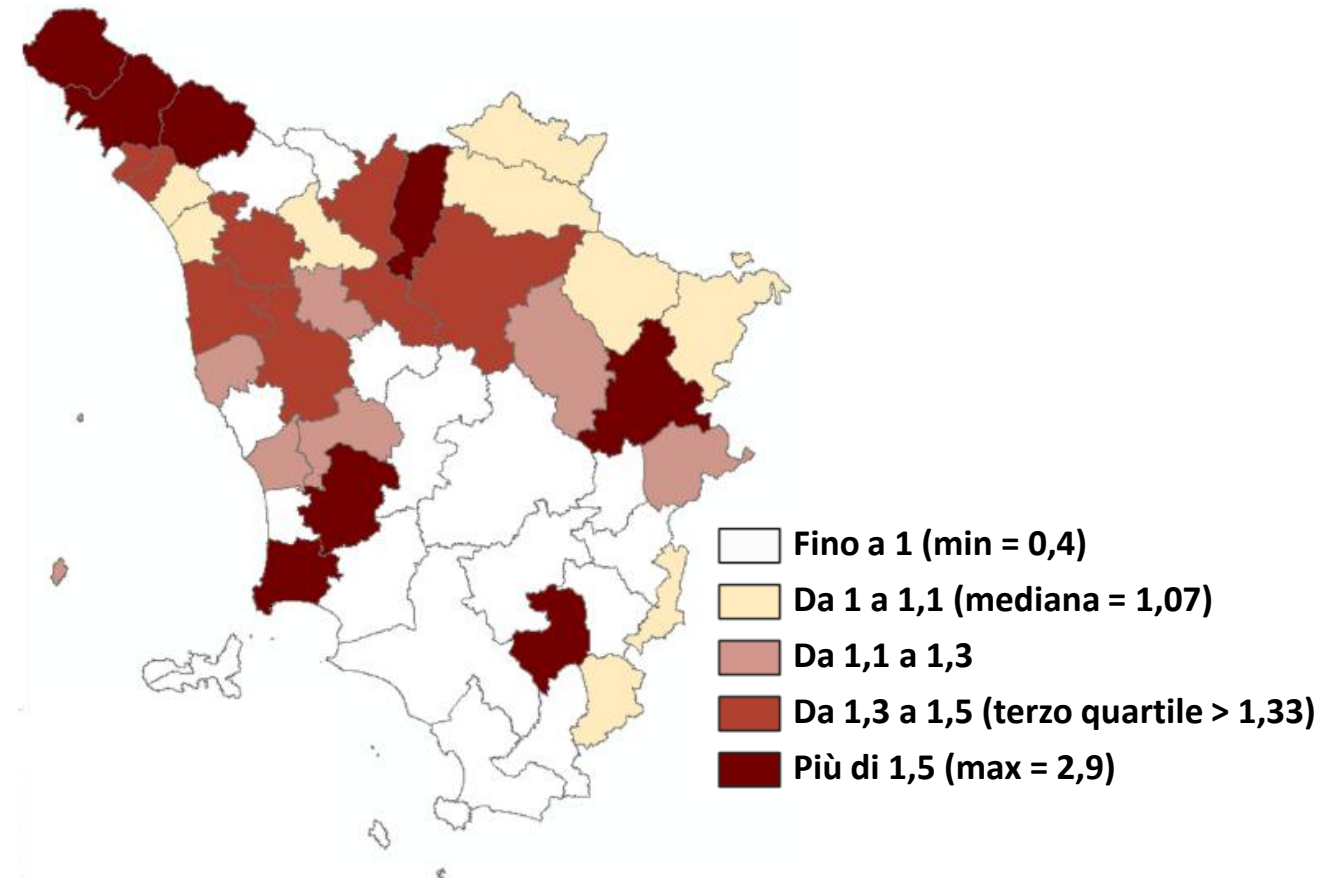 Fino a 1 (min = 0,4)
Da 1 a 1,1 (mediana = 1,07)
Da 1,1 a 1,3
Da 1,3 a 1,5 (terzo quartile > 1,33)
Più di 1,5 (max = 2,9)